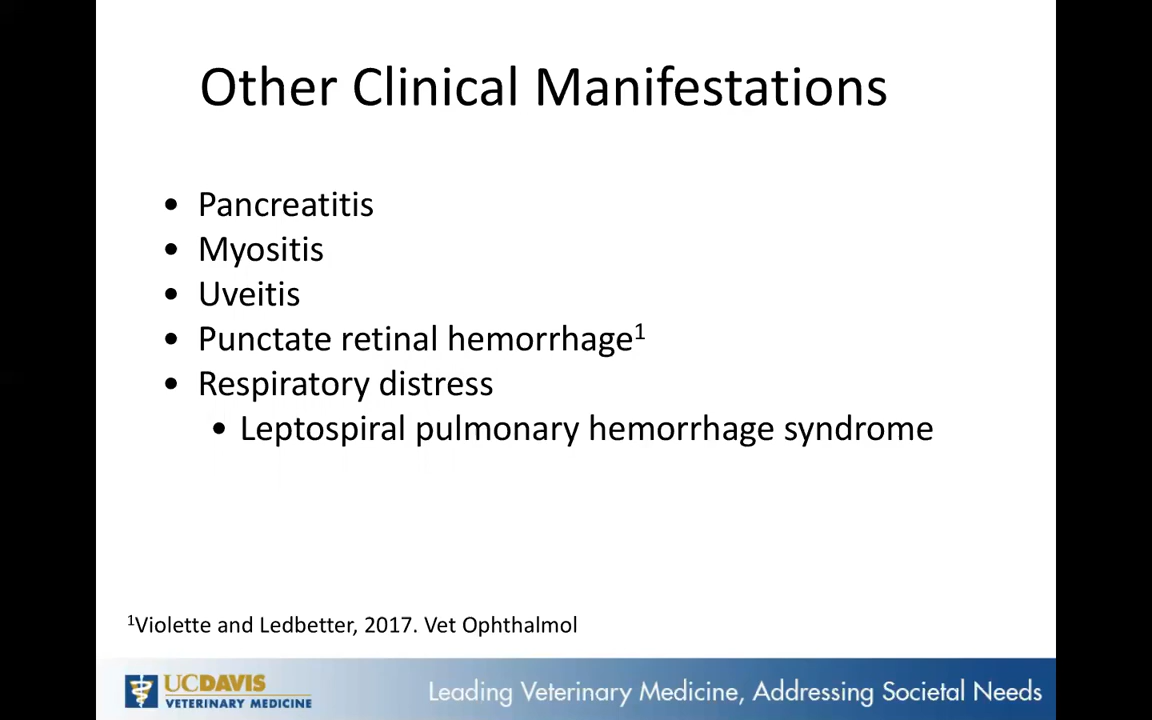 Other Clinical Manifestations
• Pancreatitis
• Myositis
• Uveitis
• Punctate retinal hemorrhage¹
• Respiratory distress
• Leptospiral pulmonary hemorrhage syndrome
¹Violette and Ledbetter, 2017. Vet Ophthalmol
UCDAVIS
VETERINARY MEDICINE
Leading Veterinary Medicine, Addressing Societal Needs